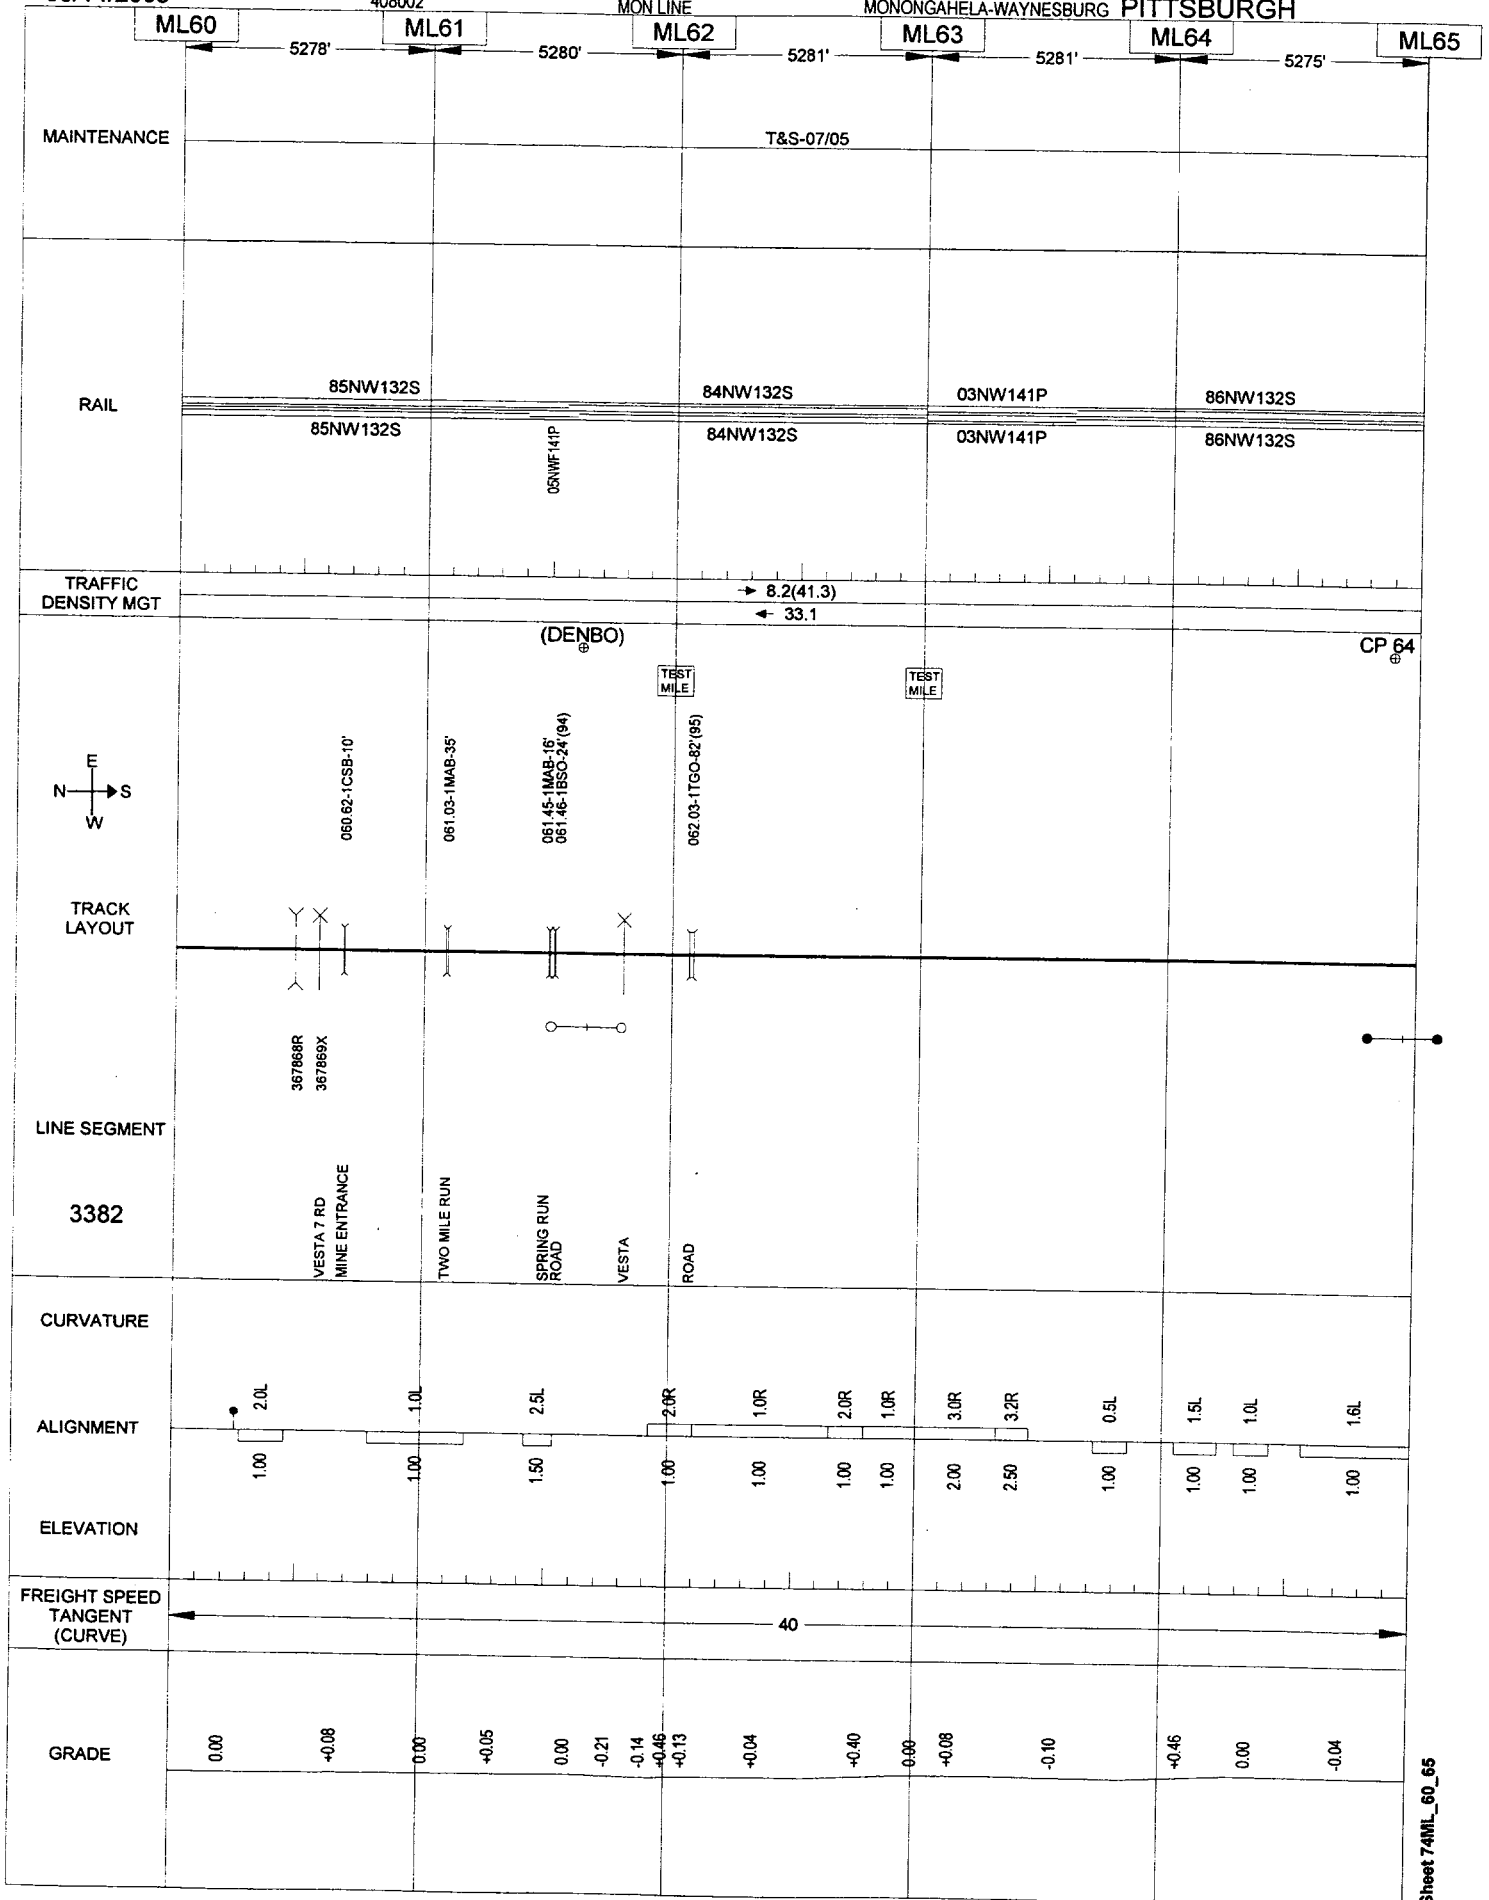 408002 MON LINE MONONGAHELA-WAYNESBURG PITTSBURGH
ML60 ML61 ML62 ML63 ML64 ML65
5278' 5280' 5281' 5281' 5275'
MAINTENANCE T&S-07/05
85NW132S 84NW132S 03NW141P 86NW132S
RAIL
85NW132S 84NW132S 03NW141P 86NW132S
05NWF141P
TRAFFIC
DENSITY MGT
8.2(41.3)
33.1
(DENBO) CP 64
TEST
MILE
TEST
MILE
E
N S
W
060.62-1CSB-10'
061.03-1MAB-35'
061.45-1MAB-16'
061.46-1BSO-24'(94)
062.03-1TGO-82'(95)
TRACK
LAYOUT
367868R
367869X
LINE SEGMENT
3382
VESTA 7 RD
MINE ENTRANCE
TWO MILE RUN
SPRING RUN
ROAD
VESTA
ROAD
CURVATURE
2.0L 1.0L 2.5L 2.0R 1.0R 2.0R 1.0R 3.0R 3.2R 0.5L 1.5L 1.0L 1.6L
ALIGNMENT
1.00 1.00 1.50 1.00 1.00 1.00 1.00 2.00 2.50 1.00 1.00 1.00 1.00
ELEVATION
FREIGHT SPEED
TANGENT
(CURVE)
40
GRADE
0.00 +0.08 0.00 +0.05 0.00 -0.21 -0.14 +0.46 +0.13 +0.04 +0.40 0.00 +0.08 -0.10 +0.46 0.00 -0.04
Sheet 74ML_60_65